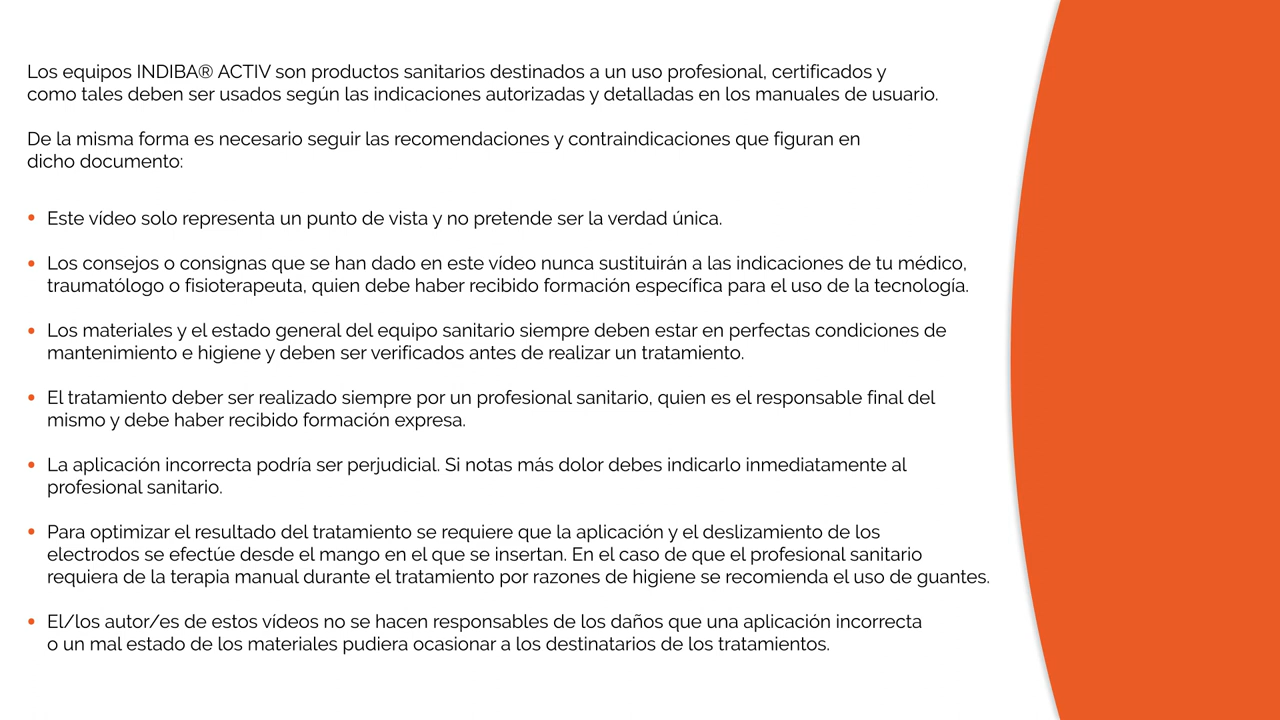 Los equipos INDIBA® ACTIV son productos sanitarios destinados a un uso profesional, certificados y
como tales deben ser usados según las indicaciones autorizadas y detalladas en los manuales de usuario.
De la misma forma es necesario seguir las recomendaciones y contraindicaciones que figuran en
dicho documento:
• Este vídeo solo representa un punto de vista y no pretende ser la verdad única.
• Los consejos o consignas que se han dado en este vídeo nunca sustituirán a las indicaciones de tu médico,
traumatólogo o fisioterapeuta, quien debe haber recibido formación específica para el uso de la tecnología.
• Los materiales y el estado general del equipo sanitario siempre deben estar en perfectas condiciones de
mantenimiento e higiene y deben ser verificados antes de realizar un tratamiento.
• El tratamiento deber ser realizado siempre por un profesional sanitario, quien es el responsable final del
mismo y debe haber recibido formación expresa.
• La aplicación incorrecta podría ser perjudicial. Si notas más dolor debes indicarlo inmediatamente al
profesional sanitario.
• Para optimizar el resultado del tratamiento se requiere que la aplicación y el deslizamiento de los
electrodos se efectúe desde el mango en el que se insertan. En el caso de que el profesional sanitario
requiera de la terapia manual durante el tratamiento por razones de higiene se recomienda el uso de guantes.
• El/los autor/es de estos vídeos no se hacen responsables de los daños que una aplicación incorrecta
o un mal estado de los materiales pudiera ocasionar a los destinatarios de los tratamientos.